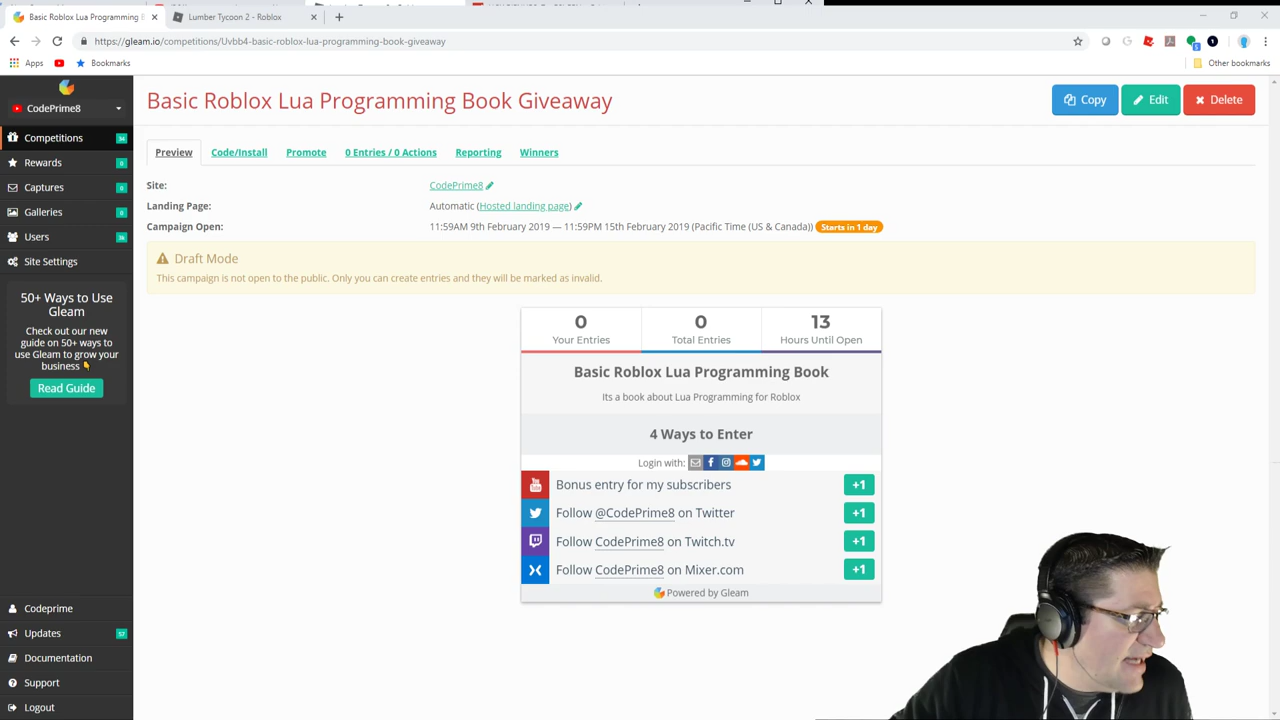 Basic Roblox Lua Programming B
Lumber Tycoon 2 - Roblox
https://gleam.io/competitions/Uvbb4-basic-roblox-lua-programming-book-giveaway
Apps
Bookmarks
Other bookmarks
CodePrime8
Competitions 34
Rewards 0
Captures 0
Galleries 0
Users 36
Site Settings
50+ Ways to Use
Gleam
Check out our new
guide on 50+ ways to
use Gleam to grow your
business
Read Guide
Codeprime
Updates 57
Documentation
Support
Logout
Basic Roblox Lua Programming Book Giveaway
Copy
Edit
Delete
Preview
Code/Install
Promote
0 Entries / 0 Actions
Reporting
Winners
Site: CodePrime8
Landing Page: Automatic (Hosted landing page)
Campaign Open: 11:59AM 9th February 2019 — 11:59PM 15th February 2019 (Pacific Time (US & Canada)) Starts in 1 day
Draft Mode
This campaign is not open to the public. Only you can create entries and they will be marked as invalid.
0 0 13
Your Entries Total Entries Hours Until Open
Basic Roblox Lua Programming Book
Its a book about Lua Programming for Roblox
4 Ways to Enter
Login with:
Bonus entry for my subscribers +1
Follow @CodePrime8 on Twitter +1
Follow CodePrime8 on Twitch.tv +1
Follow CodePrime8 on Mixer.com +1
Powered by Gleam